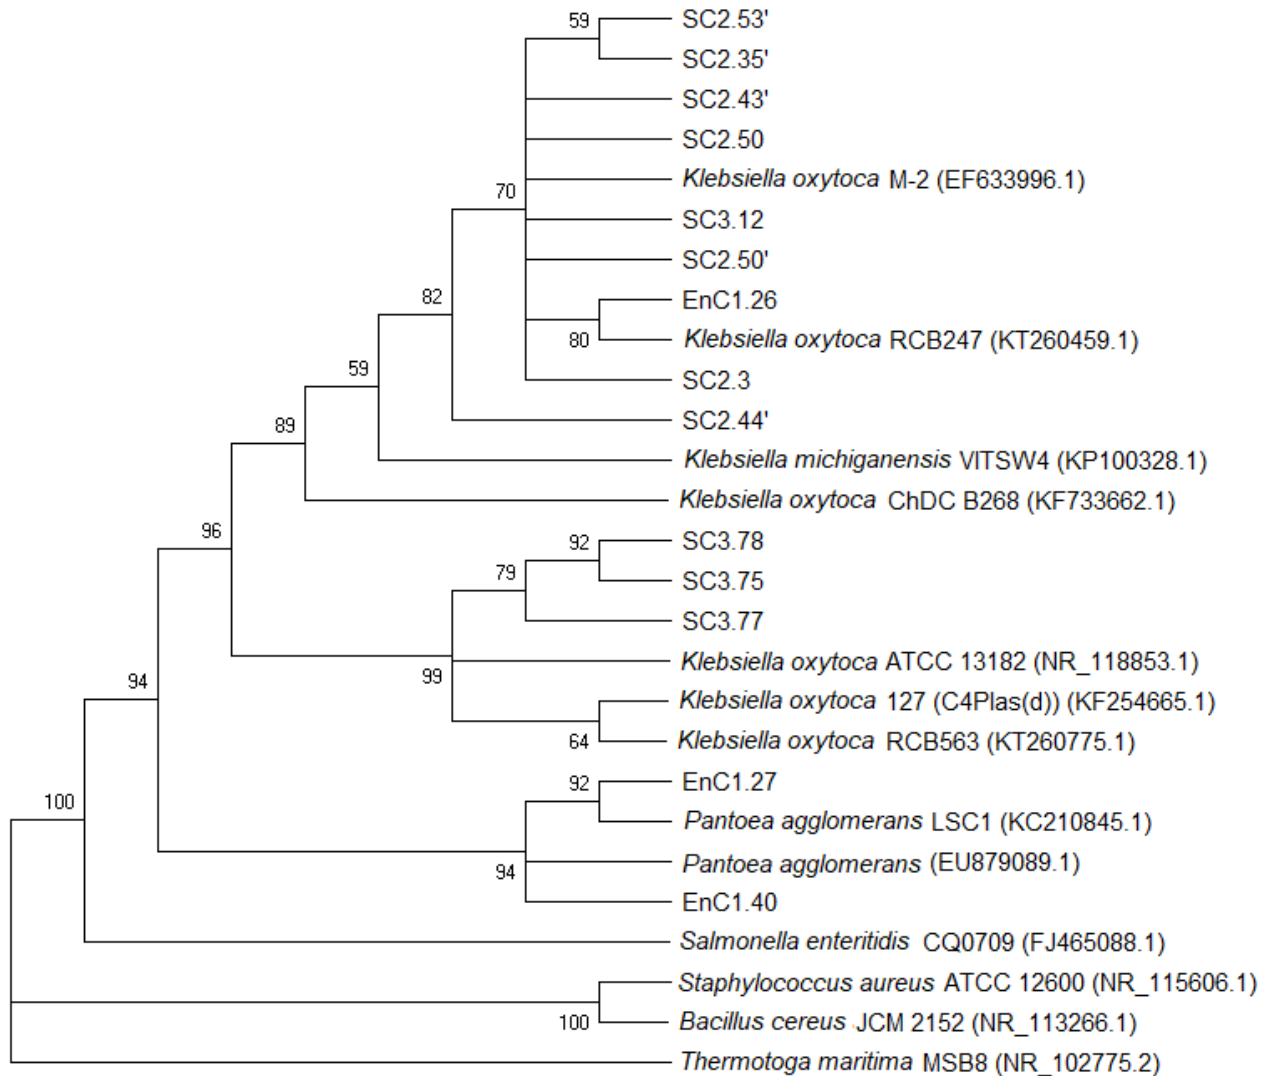 59 SC2.53'
SC2.35'
SC2.43'
SC2.50
Klebsiella oxytoca M-2 (EF633996.1)
70
SC3.12
SC2.50'
82 EnC1.26
80 Klebsiella oxytoca RCB247 (KT260459.1)
59 SC2.3
SC2.44'
89
Klebsiella michiganensis VITSW4 (KP100328.1)
Klebsiella oxytoca ChDC B268 (KF733662.1)
96 92 SC3.78
79 SC3.75
SC3.77
Klebsiella oxytoca ATCC 13182 (NR_118853.1)
94 99
Klebsiella oxytoca 127 (C4Plas(d)) (KF254665.1)
64 Klebsiella oxytoca RCB563 (KT260775.1)
92 EnC1.27
100
Pantoea agglomerans LSC1 (KC210845.1)
94 Pantoea agglomerans (EU879089.1)
EnC1.40
Salmonella enteritidis CQ0709 (FJ465088.1)
Staphylococcus aureus ATCC 12600 (NR_115606.1)
100 Bacillus cereus JCM 2152 (NR_113266.1)
Thermotoga maritima MSB8 (NR_102775.2)